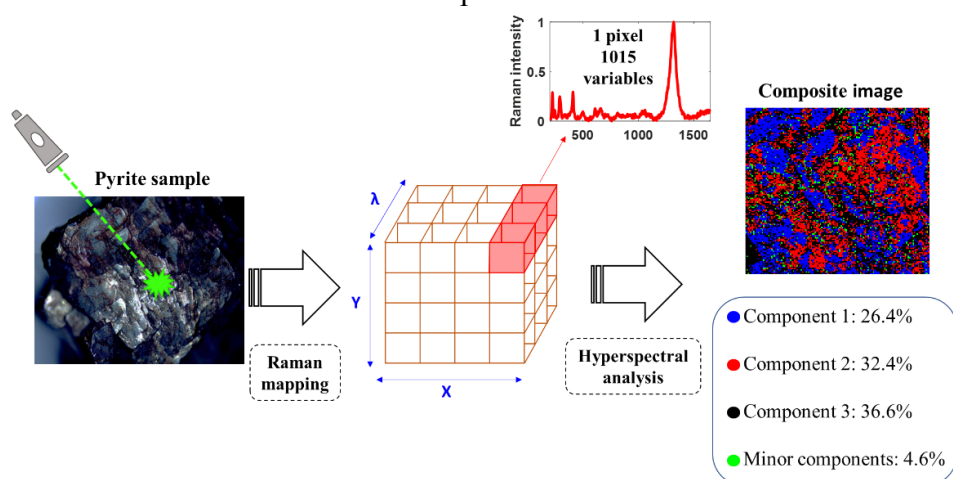 Raman intensity
1
0.5
0
1 pixel
1015
variables
500
1000
1500
Composite image
Pyrite sample
λ
Y
X
Raman
mapping
Hyperspectral
analysis
Component 1: 26.4%
Component 2: 32.4%
Component 3: 36.6%
Minor components: 4.6%